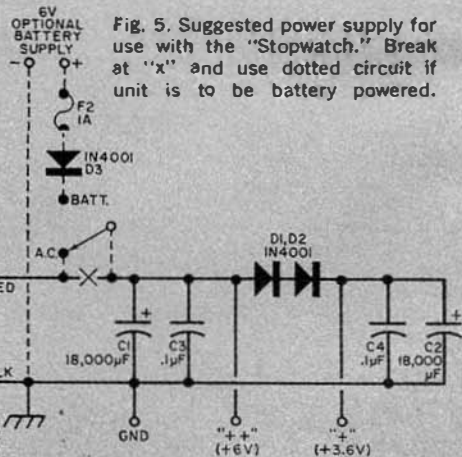 6V
OPTIONAL
BATTERY
SUPPLY
- +
Fig. 5. Suggested power supply for
use with the "Stopwatch." Break
at "x" and use dotted circuit if
unit is to be battery powered.
F2
1A
IN4001
D3
BATT.
A.C.
ED
X
D1,D2
IN4001
+
C1
18,000µF
C3
.1µF
C4
.1µF
+
C2
18,000
µF
LK
GND
"++"
(+6V)
"+"
(+3.6V)